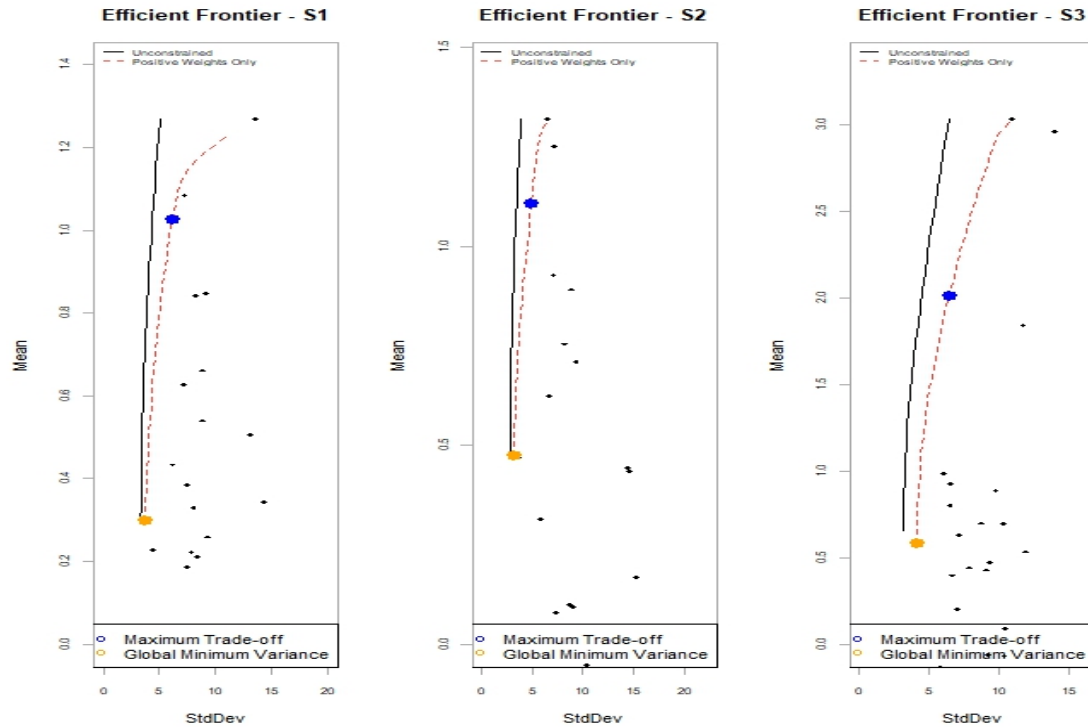 Efficient Frontier - S1
Unconstrained
Positive Weights Only
Mean
1.4
1.2
1.0
0.8
0.6
0.4
0.2
0.0
Maximum Trade-off
Global Minimum Variance
0 5 10 15 20
StdDev
Efficient Frontier - S2
Unconstrained
Positive Weights Only
Mean
1.5
1.0
0.5
0.0
Maximum Trade-off
Global Minimum Variance
0 5 10 15 20
StdDev
Efficient Frontier - S3
Unconstrained
Positive Weights Only
Mean
3.0
2.5
2.0
1.5
1.0
0.5
0.0
Maximum Trade-off
Global Minimum Variance
0 5 10 15
StdDev